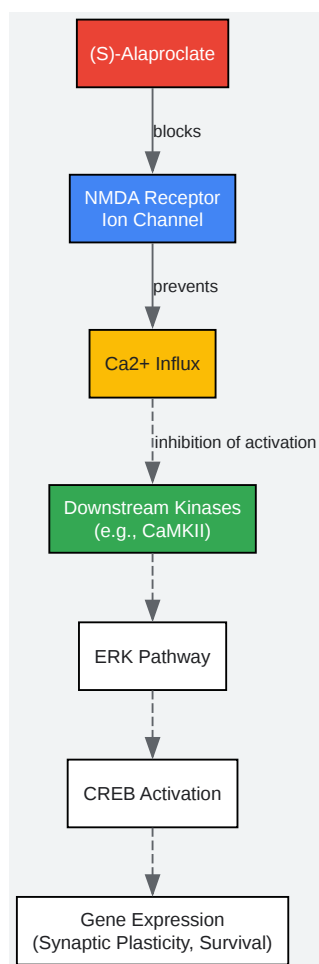 (S)-Alaproclate
blocks
NMDA Receptor
Ion Channel
prevents
Ca2+ Influx
inhibition of activation
Downstream Kinases
(e.g., CaMKII)
ERK Pathway
CREB Activation
Gene Expression
(Synaptic Plasticity, Survival)